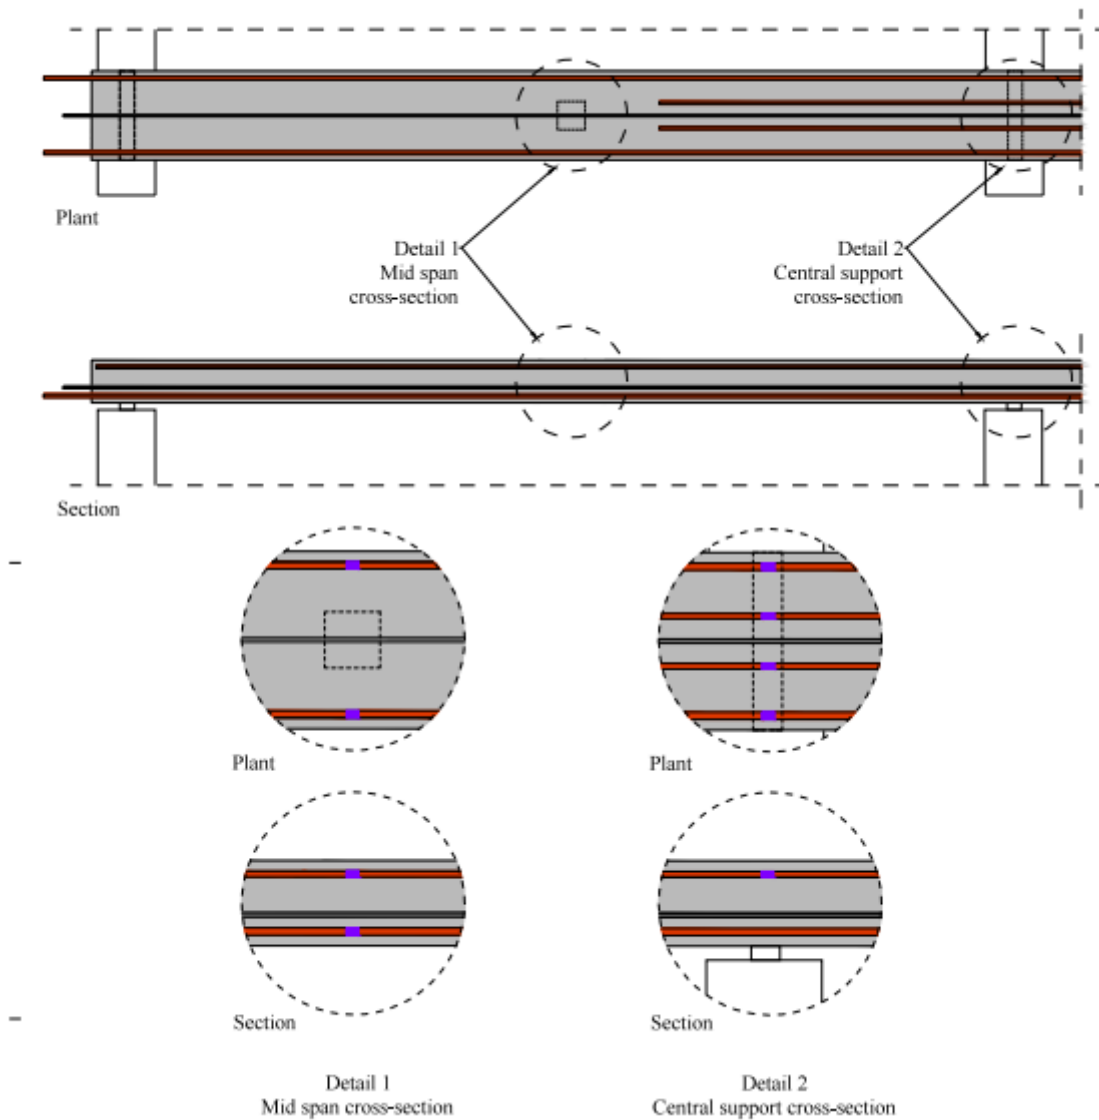 Plant
Detail 1
Mid span
cross-section
Detail 2
Central support
cross-section
Section
Plant
Plant
Section
Section
Detail 1
Mid span cross-section
Detail 2
Central support cross-section